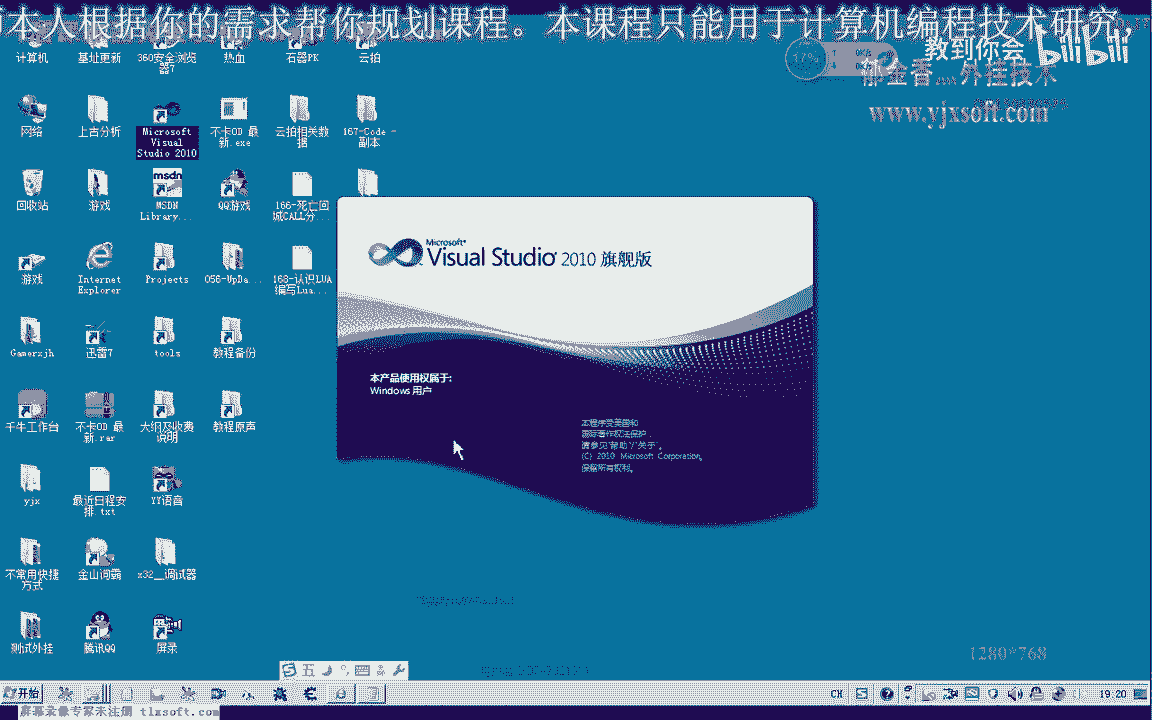 本人根据你的需求帮你规划课程。本课程只能用于计算机编程技术研究,
教到你会
bilibili
郁金香 外挂技术
www.yjxsoft.com
17%
计算机
基址更新
360安全浏览器7
热血
石器PK
云拍
网络
上古分析
Microsoft Visual Studio 2010
不卡OD 最新.exe
云拍相关数据
167-Code - 副本
回收站
游戏
MSDN Library...
QQ游戏
166-死亡回城CALL分...
游戏
Internet Explorer
Projects
056-UpDa...
168-认识LUA编写Lua...
Gamerxjh
迅雷7
tools
教程备份
千牛工作台
不卡OD 最新.rar
大纲及收费说明
教程原声
yjx
最近日程安排.txt
YY语音
不常用快捷方式
金山词霸
x32__调试器
测试外挂
腾讯QQ
屏录
Microsoft
Visual Studio 2010 旗舰版
本产品使用权属于:
Windows 用户
本程序受美国和
国际著作权法保护,
请参见“帮助”/“关于”。
(C) 2010 Microsoft Corporation。
保留所有权利。
1280*768
五
开始
CH
19:20
屏幕录像专家未注册 tlxsoft.com